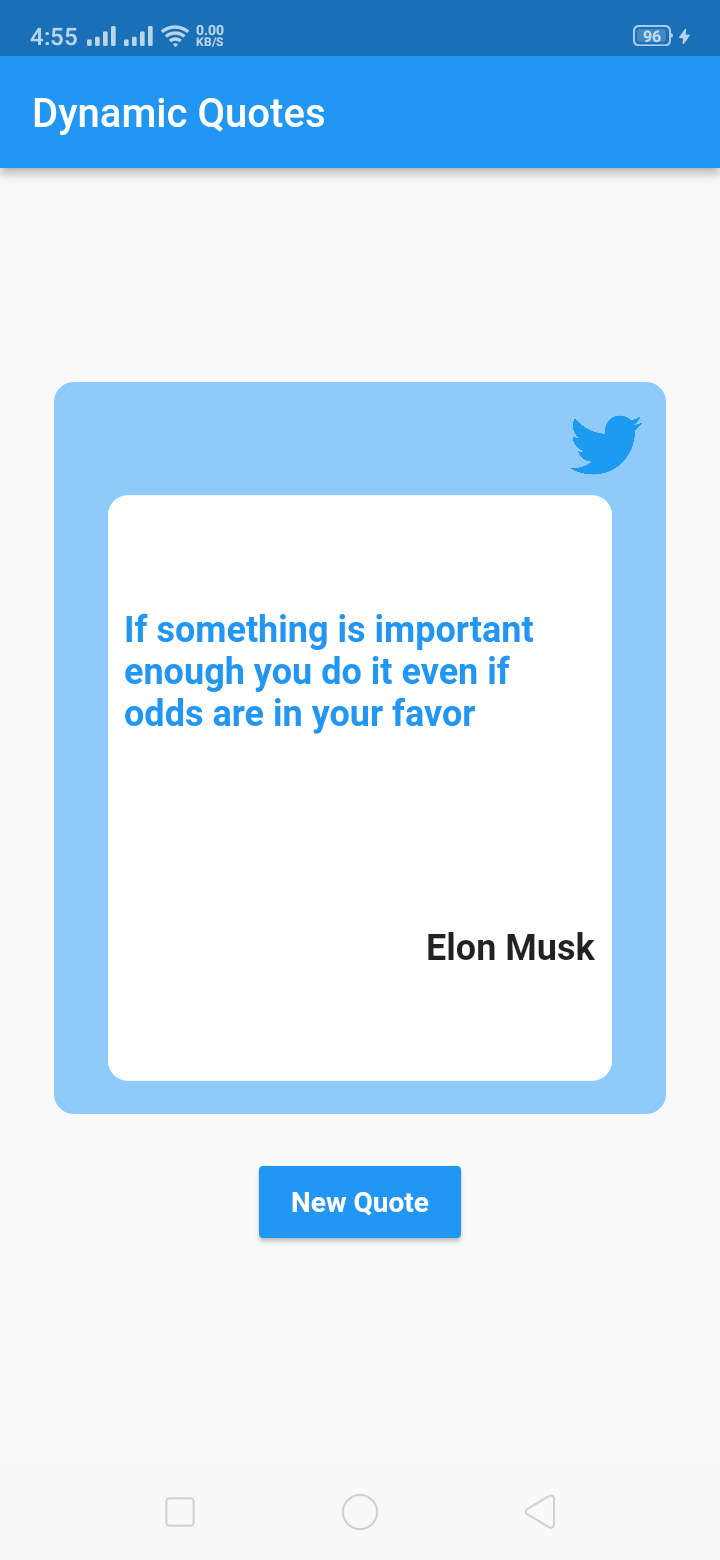 4:55 0.00 KB/S 96
Dynamic Quotes
If something is important
enough you do it even if
odds are in your favor
Elon Musk
New Quote